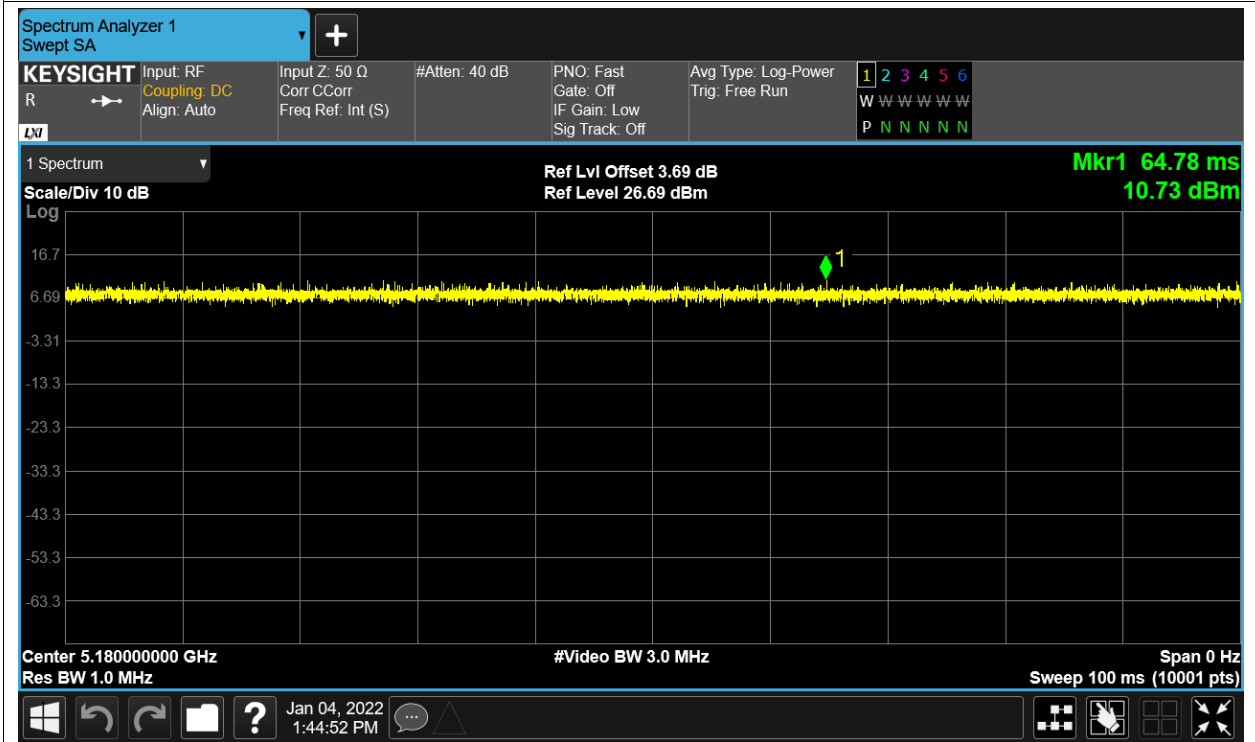 Spectrum Analyzer 1
Swept SA
KEYSIGHT
R
LXI
Input: RF
Coupling: DC
Align: Auto
Input Z: 50 Ω
Corr CCorr
Freq Ref: Int (S)
#Atten: 40 dB
PNO: Fast
Gate: Off
IF Gain: Low
Sig Track: Off
Avg Type: Log-Power
Trig: Free Run
1 2 3 4 5 6
W W W W W W
P N N N N N
1 Spectrum
Scale/Div 10 dB
Log
Ref Lvl Offset 3.69 dB
Ref Level 26.69 dBm
Mkr1 64.78 ms
10.73 dBm
1
16.7
6.69
-3.31
-13.3
-23.3
-33.3
-43.3
-53.3
-63.3
Center 5.180000000 GHz
Res BW 1.0 MHz
#Video BW 3.0 MHz
Span 0 Hz
Sweep 100 ms (10001 pts)
?
Jan 04, 2022
1:44:52 PM